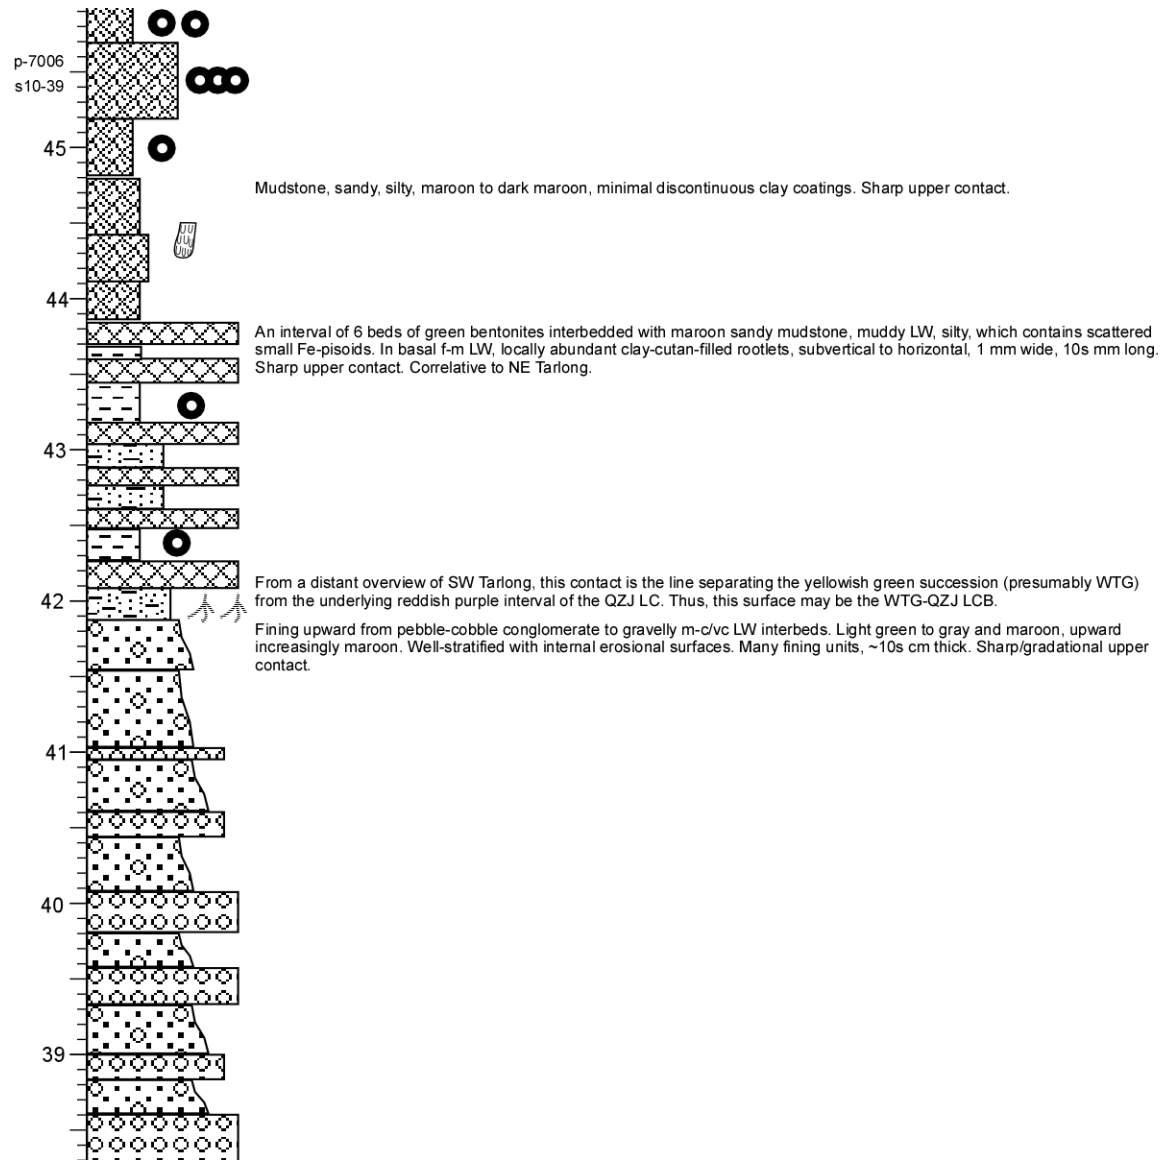 p-7006
s10-39
45
Mudstone, sandy, silty, maroon to dark maroon, minimal discontinuous clay coatings. Sharp upper contact.
44
An interval of 6 beds of green bentonites interbedded with maroon sandy mudstone, muddy LW, silty, which contains scattered
small Fe-pisoids. In basal f-m LW, locally abundant clay-cutan-filled rootlets, subvertical to horizontal, 1 mm wide, 10s mm long.
Sharp upper contact. Correlative to NE Tarlong.
43
From a distant overview of SW Tarlong, this contact is the line separating the yellowish green succession (presumably WTG)
42
from the underlying reddish purple interval of the QZJ LC. Thus, this surface may be the WTG-QZJ LCB.
Fining upward from pebble-cobble conglomerate to gravelly m-c/vc LW interbeds. Light green to gray and maroon, upward
increasingly maroon. Well-stratified with internal erosional surfaces. Many fining units, ~10s cm thick. Sharp/gradational upper
contact.
41
40
39